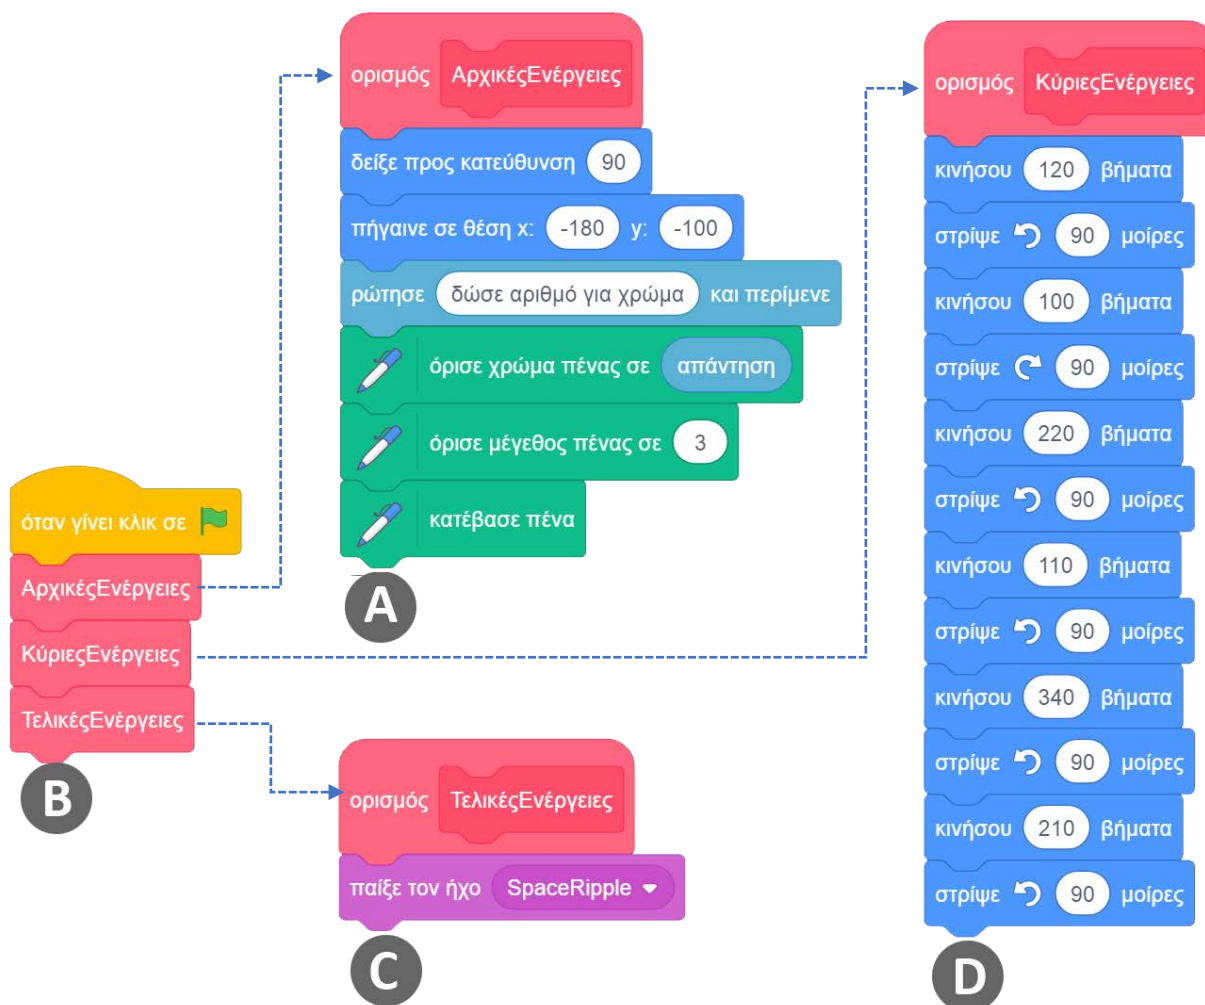 ορισμός ΑρχικέςΕνέργειες
δείξε προς κατεύθυνση 90
πήγαινε σε θέση x: -180 y: -100
ρώτησε δώσε αριθμό για χρώμα και περίμενε
όρισε χρώμα πένας σε απάντηση
όρισε μέγεθος πένας σε 3
κατέβασε πένα
A
όταν γίνει κλικ σε
ΑρχικέςΕνέργειες
ΚύριεςΕνέργειες
ΤελικέςΕνέργειες
B
ορισμός ΤελικέςΕνέργειες
παίξε τον ήχο SpaceRipple
C
ορισμός ΚύριεςΕνέργειες
κινήσου 120 βήματα
στρίψε 90 μοίρες
κινήσου 100 βήματα
στρίψε 90 μοίρες
κινήσου 220 βήματα
στρίψε 90 μοίρες
κινήσου 110 βήματα
στρίψε 90 μοίρες
κινήσου 340 βήματα
στρίψε 90 μοίρες
κινήσου 210 βήματα
στρίψε 90 μοίρες
D